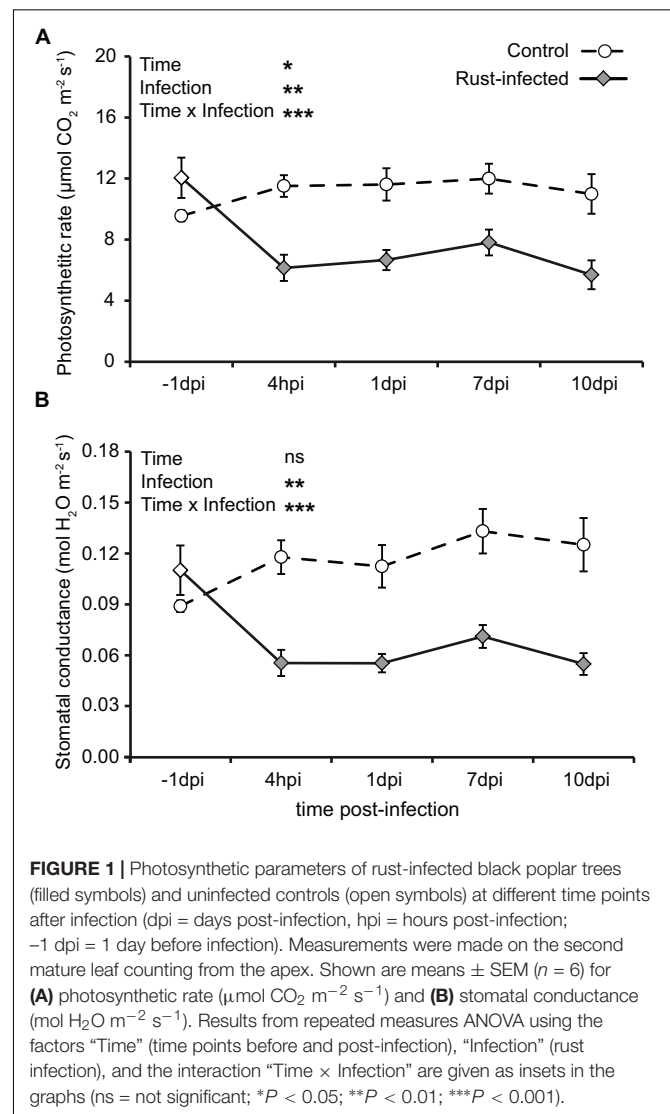 A
20
16
12
8
4
0
Photosynthetitc rate (µmol CO₂ m⁻² s⁻¹)
Time *
Infection **
Time x Infection ***
Control
Rust-infected
-1dpi 4hpi 1dpi 7dpi 10dpi
B
0.18
0.15
0.12
0.09
0.06
0.03
0.00
Stomatal conductance (mol H₂O m⁻² s⁻¹)
Time ns
Infection **
Time x Infection ***
-1dpi 4hpi 1dpi 7dpi 10dpi
time post-infection
FIGURE 1 | Photosynthetic parameters of rust-infected black poplar trees
(filled symbols) and uninfected controls (open symbols) at different time points
after infection (dpi = days post-infection, hpi = hours post-infection;
–1 dpi = 1 day before infection). Measurements were made on the second
mature leaf counting from the apex. Shown are means ± SEM (n = 6) for
(A) photosynthetic rate (µmol CO₂ m⁻² s⁻¹) and (B) stomatal conductance
(mol H₂O m⁻² s⁻¹). Results from repeated measures ANOVA using the
factors “Time” (time points before and post-infection), “Infection” (rust
infection), and the interaction “Time × Infection” are given as insets in the
graphs (ns = not significant; *P < 0.05; **P < 0.01; ***P < 0.001).